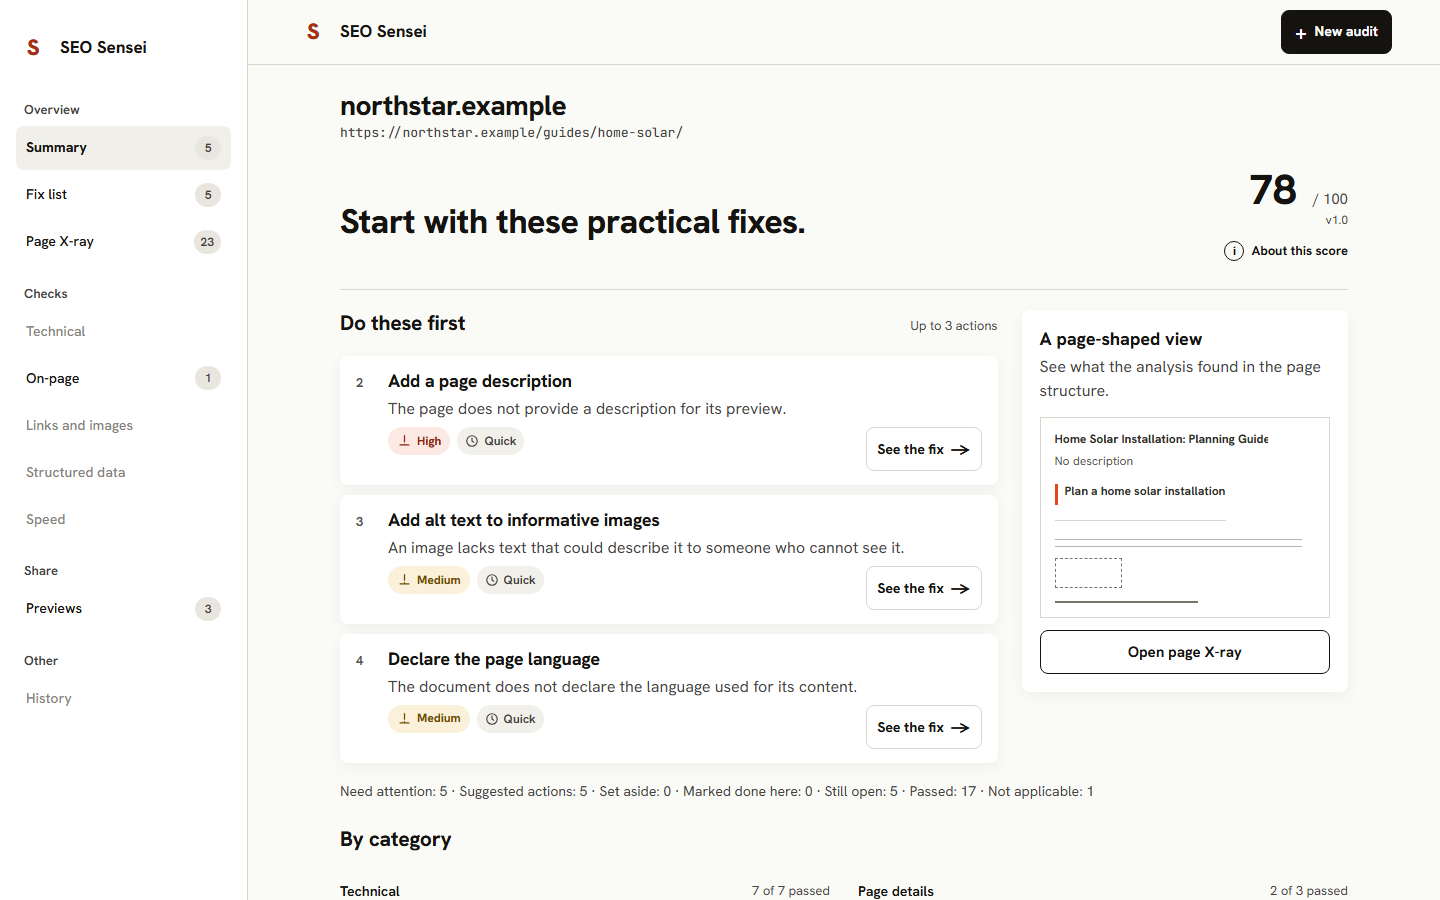 S SEO Sensei
Overview
Summary 5
Fix list 5
Page X-ray 23
Checks
Technical
On-page 1
Links and images
Structured data
Speed
Share
Previews 3
Other
History
S SEO Sensei
+ New audit
northstar.example
https://northstar.example/guides/home-solar/
Start with these practical fixes.
78 / 100
v1.0
i About this score
Do these first
Up to 3 actions
2 Add a page description
The page does not provide a description for its preview.
High Quick
See the fix →
3 Add alt text to informative images
An image lacks text that could describe it to someone who cannot see it.
Medium Quick
See the fix →
4 Declare the page language
The document does not declare the language used for its content.
Medium Quick
See the fix →
A page-shaped view
See what the analysis found in the page
structure.
Home Solar Installation: Planning Guide
No description
Plan a home solar installation
Open page X-ray
Need attention: 5 · Suggested actions: 5 · Set aside: 0 · Marked done here: 0 · Still open: 5 · Passed: 17 · Not applicable: 1
By category
Technical 7 of 7 passed
Page details 2 of 3 passed